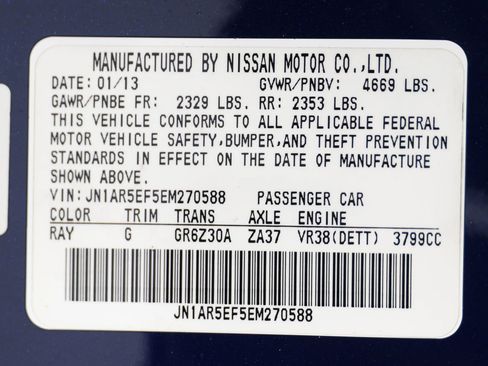 MANUFACTURED BY NISSAN MOTOR CO.,LTD.
DATE: 01/13 GVWR/PNBV: 4669 LBS.
GAWR/PNBE FR: 2329 LBS. RR: 2353 LBS.
THIS VEHICLE CONFORMS TO ALL APPLICABLE FEDERAL
MOTOR VEHICLE SAFETY,BUMPER,AND THEFT PREVENTION
STANDARDS IN EFFECT ON THE DATE OF MANUFACTURE
SHOWN ABOVE.
VIN: JN1AR5EF5EM270588 PASSENGER CAR
COLOR TRIM TRANS AXLE ENGINE
RAY G GR6Z30A ZA37 VR38(DETT) 3799CC
JN1AR5EF5EM270588